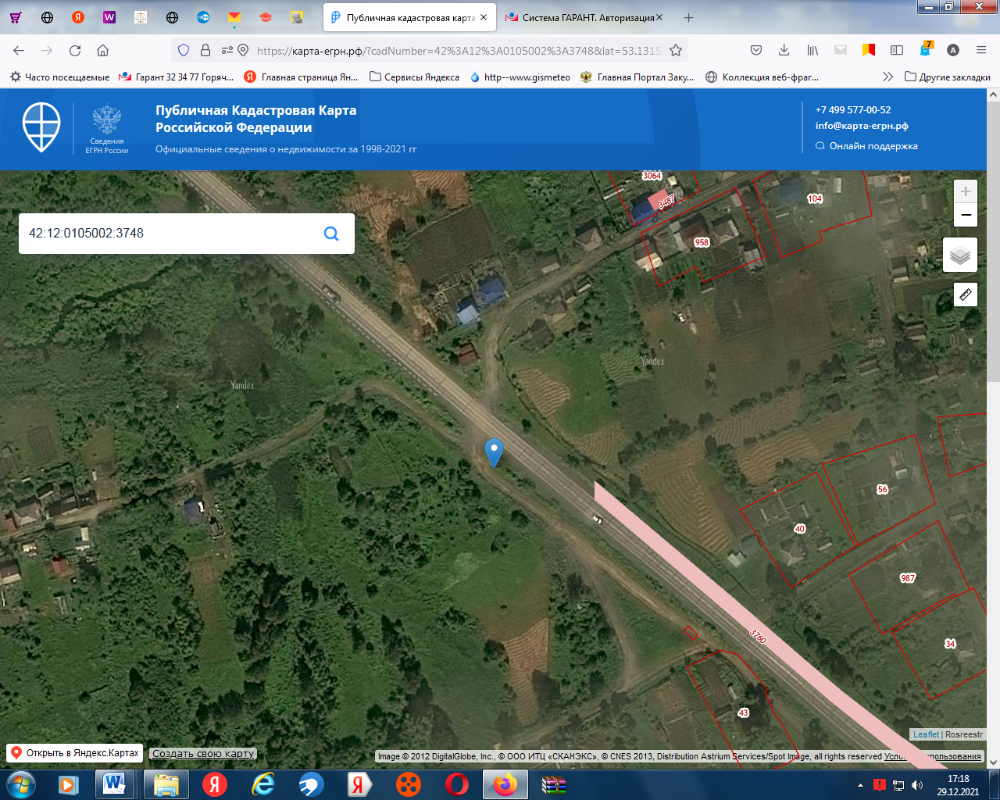 Публичная кадастровая карта
Система ГАРАНТ. Авторизация
https://карта-егрн.рф/?cadNumber=42%3A12%3A0105002%3A3748&lat=53.1315
7
Часто посещаемые
Гарант 32 34 77 Горяч...
Главная страница Ян...
Сервисы Яндекса
http--www.gismeteo
Главная Портал Заку...
Коллекция веб-фраг...
Другие закладки
Сведения
ЕГРН России
Публичная Кадастровая Карта
Российской Федерации
Официальные сведения о недвижимости за 1998-2021 гг
+7 499 577-00-52
info@карта-егрн.рф
Онлайн поддержка
42:12:0105002:3748
3064
3487
104
958
Yandex
Yandex
56
40
987
3760
34
43
Leaflet | Rosreestr
Открыть в Яндекс.Картах
Создать свою карту
Image © 2012 DigitalGlobe, Inc., © ООО ИТЦ «СКАНЭКС», © CNES 2013, Distribution Astrium Services/Spot Image, all rights reserved
17:18
29.12.2021